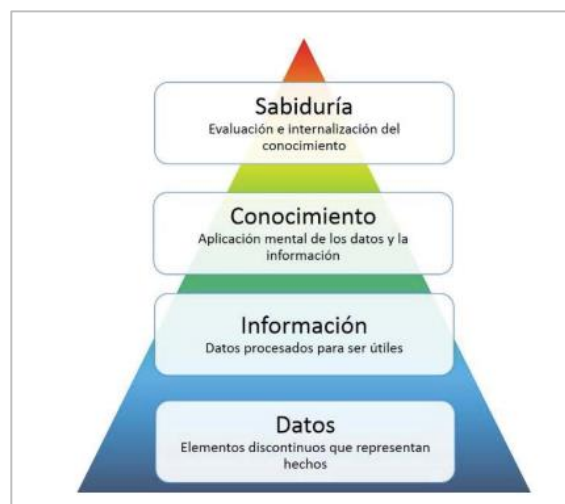 Sabiduría
Evaluación e internalización del
conocimiento
Conocimiento
Aplicación mental de los datos y la
información
Información
Datos procesados para ser útiles
Datos
Elementos discontinuos que representan
hechos